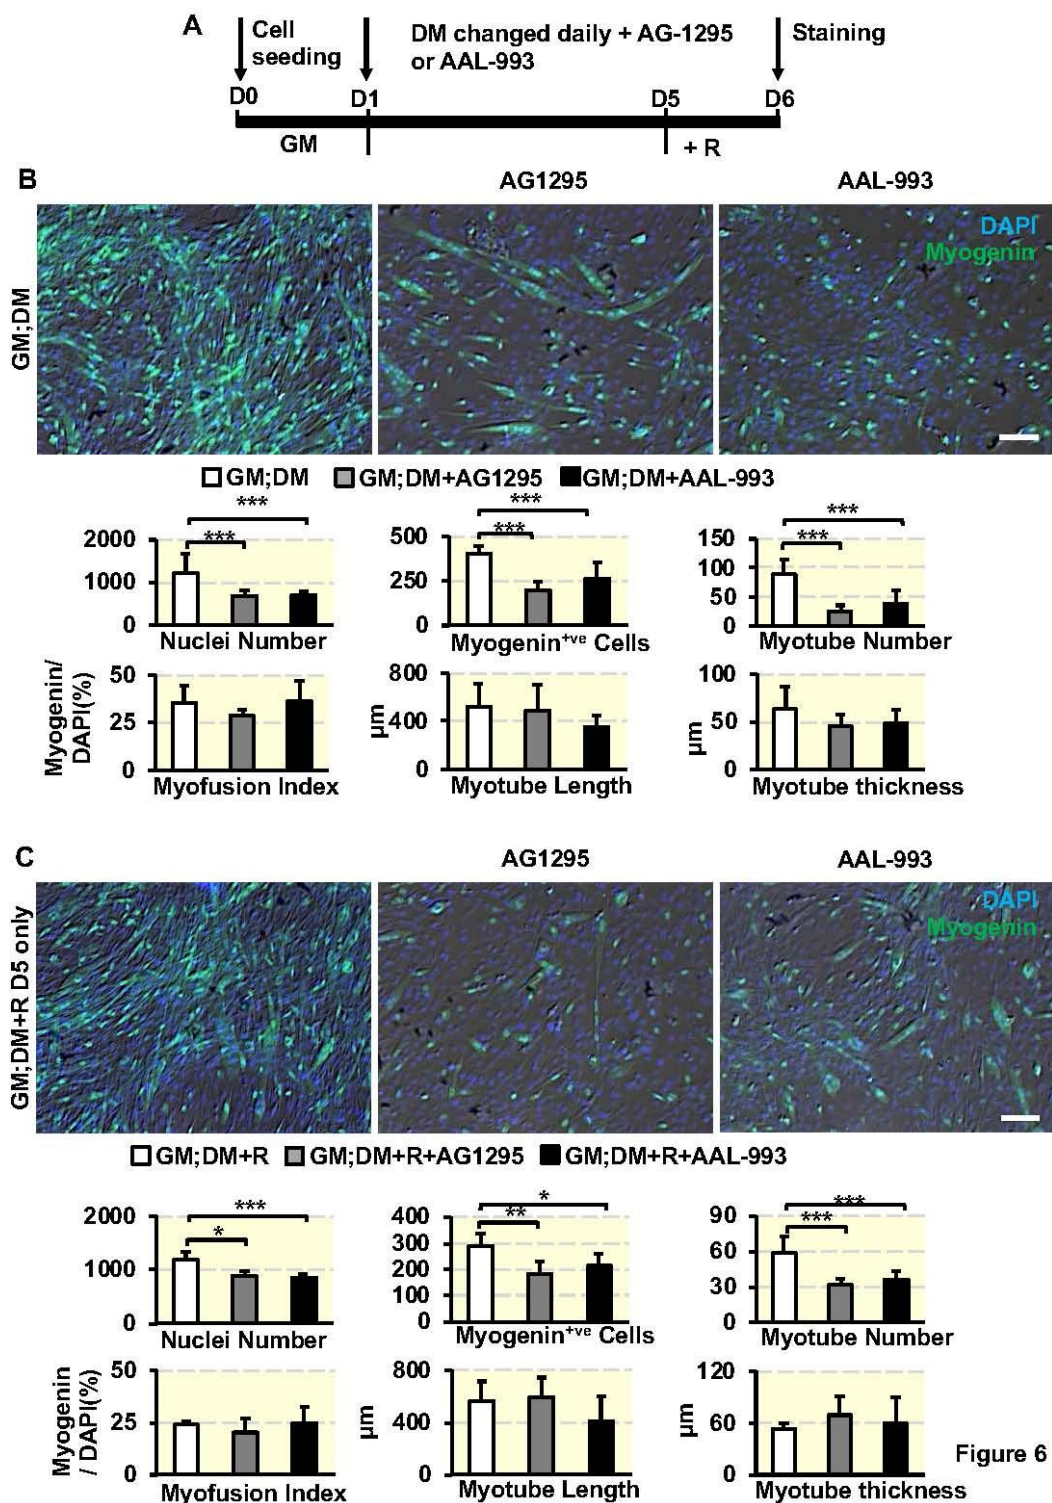 A
Cell seeding
DM changed daily + AG-1295 or AAL-993
Staining
D0 D1 D5 D6
GM + R
B
AG1295 AAL-993
GM;DM
DAPI
Myogenin
GM;DM GM;DM+AG1295 GM;DM+AAL-993
*** ***
2000
1000
0
Nuclei Number
*** ***
500
250
0
Myogenin+ve Cells
*** ***
150
100
50
0
Myotube Number
Myogenin/
DAPI(%)
50
25
0
Myofusion Index
µm
800
400
0
Myotube Length
µm
100
50
0
Myotube thickness
C
AG1295 AAL-993
GM;DM+R D5 only
DAPI
Myogenin
GM;DM+R GM;DM+R+AG1295 GM;DM+R+AAL-993
*** *
2000
1000
0
Nuclei Number
* **
400
300
200
100
0
Myogenin+ve Cells
*** ***
90
60
30
0
Myotube Number
Myogenin
/ DAPI(%)
50
25
0
Myofusion Index
µm
800
400
0
Myotube Length
µm
120
60
0
Myotube thickness
Figure 6